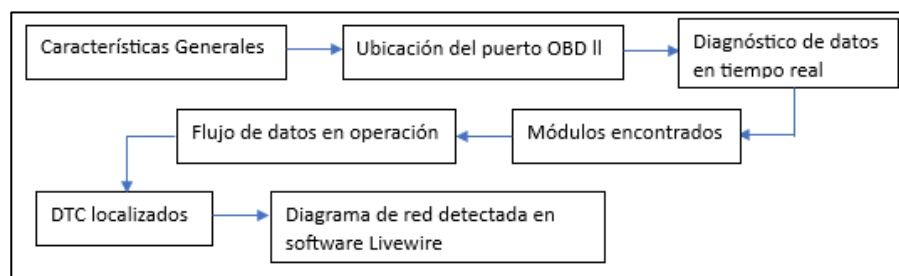 Características Generales
Ubicación del puerto OBD ll
Diagnóstico de datos
en tiempo real
Módulos encontrados
Flujo de datos en operación
DTC localizados
Diagrama de red detectada en
software Livewire